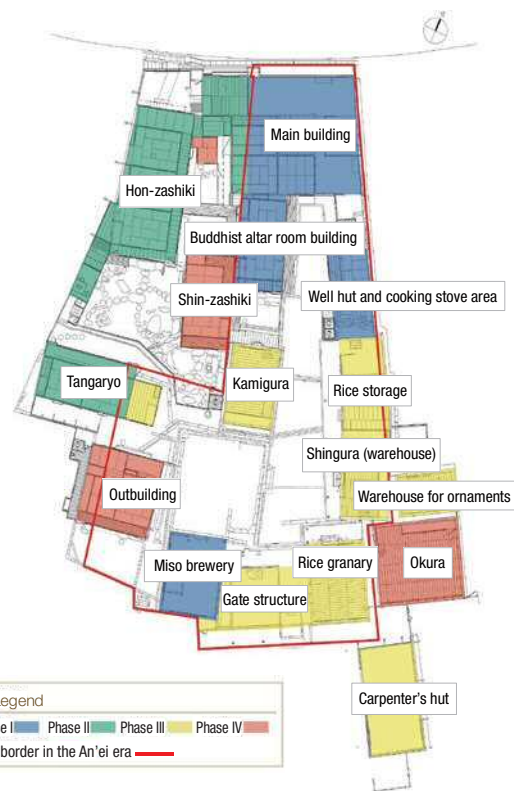 Main building
Hon-zashiki
Buddhist altar room building
Shin-zashiki
Well hut and cooking stove area
Tangaryo
Kamigura
Rice storage
Shingura (warehouse)
Outbuilding
Warehouse for ornaments
Miso brewery
Rice granary
Okura
Gate structure
Carpenter's hut
egend
e I Phase II Phase III Phase IV
border in the An'ei era